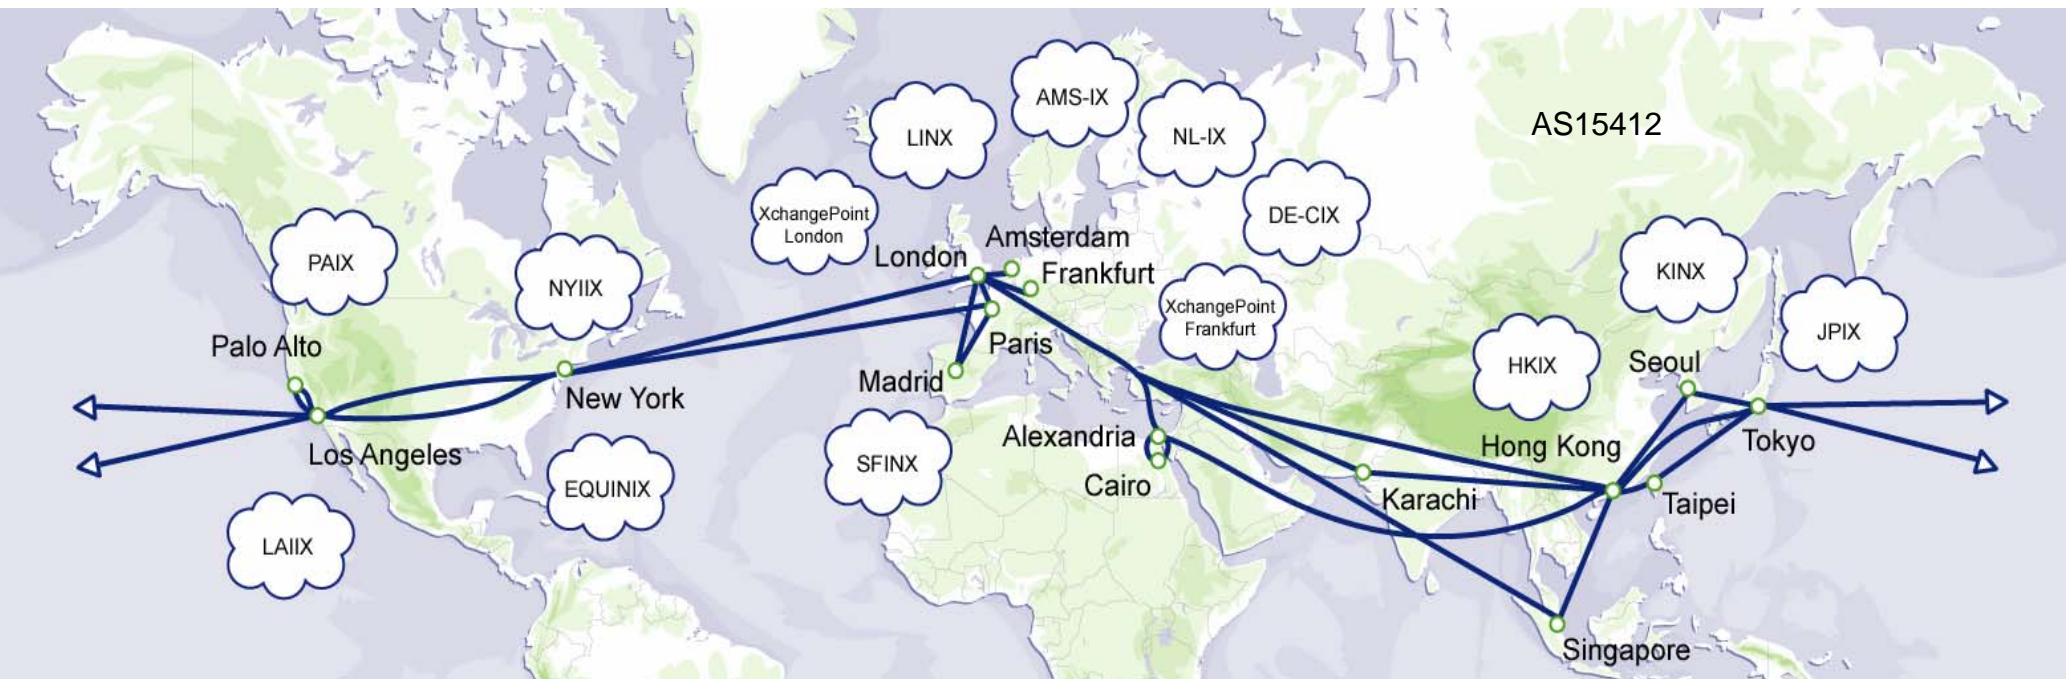 AMS-IX
LINX
NL-IX
AS15412
XchangePoint
London
DE-CIX
PAIX
NYIIX
London
Amsterdam
Frankfurt
XchangePoint
Frankfurt
KINX
JPIX
Palo Alto
New York
Paris
Madrid
HKIX
Seoul
Los Angeles
Alexandria
Cairo
Hong Kong
Tokyo
SFINX
EQUINIX
Karachi
Taipei
LAIIX
Singapore